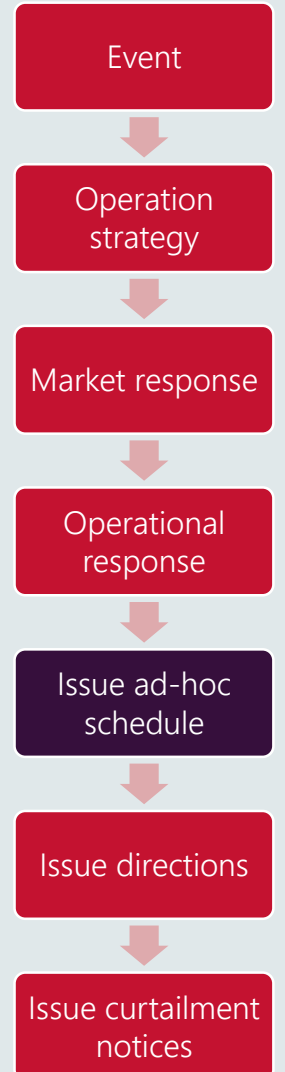 Event
Operation
strategy
Market response
Operational
response
Issue ad-hoc
schedule
Issue directions
Issue curtailment
notices